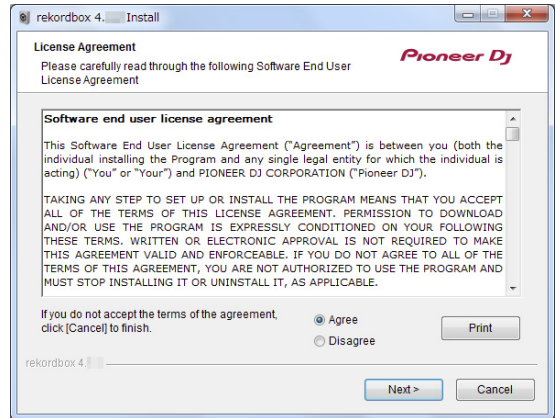 rekordbox 4. Install
License Agreement
Pioneer Dj
Please carefully read through the following Software End User
License Agreement
Software end user license agreement
This Software End User License Agreement (“Agreement”) is between you (both the
individual installing the Program and any single legal entity for which the individual is
acting) (“You” or “Your”) and PIONEER DJ CORPORATION (“Pioneer DJ”).
TAKING ANY STEP TO SET UP OR INSTALL THE PROGRAM MEANS THAT YOU ACCEPT
ALL OF THE TERMS OF THIS LICENSE AGREEMENT. PERMISSION TO DOWNLOAD
AND/OR USE THE PROGRAM IS EXPRESSLY CONDITIONED ON YOUR FOLLOWING
THESE TERMS. WRITTEN OR ELECTRONIC APPROVAL IS NOT REQUIRED TO MAKE
THIS AGREEMENT VALID AND ENFORCEABLE. IF YOU DO NOT AGREE TO ALL OF THE
TERMS OF THIS AGREEMENT, YOU ARE NOT AUTHORIZED TO USE THE PROGRAM AND
MUST STOP INSTALLING IT OR UNINSTALL IT, AS APPLICABLE.
If you do not accept the terms of the agreement,
click [Cancel] to finish.
Agree
Disagree
Print
rekordbox 4.
Next >
Cancel